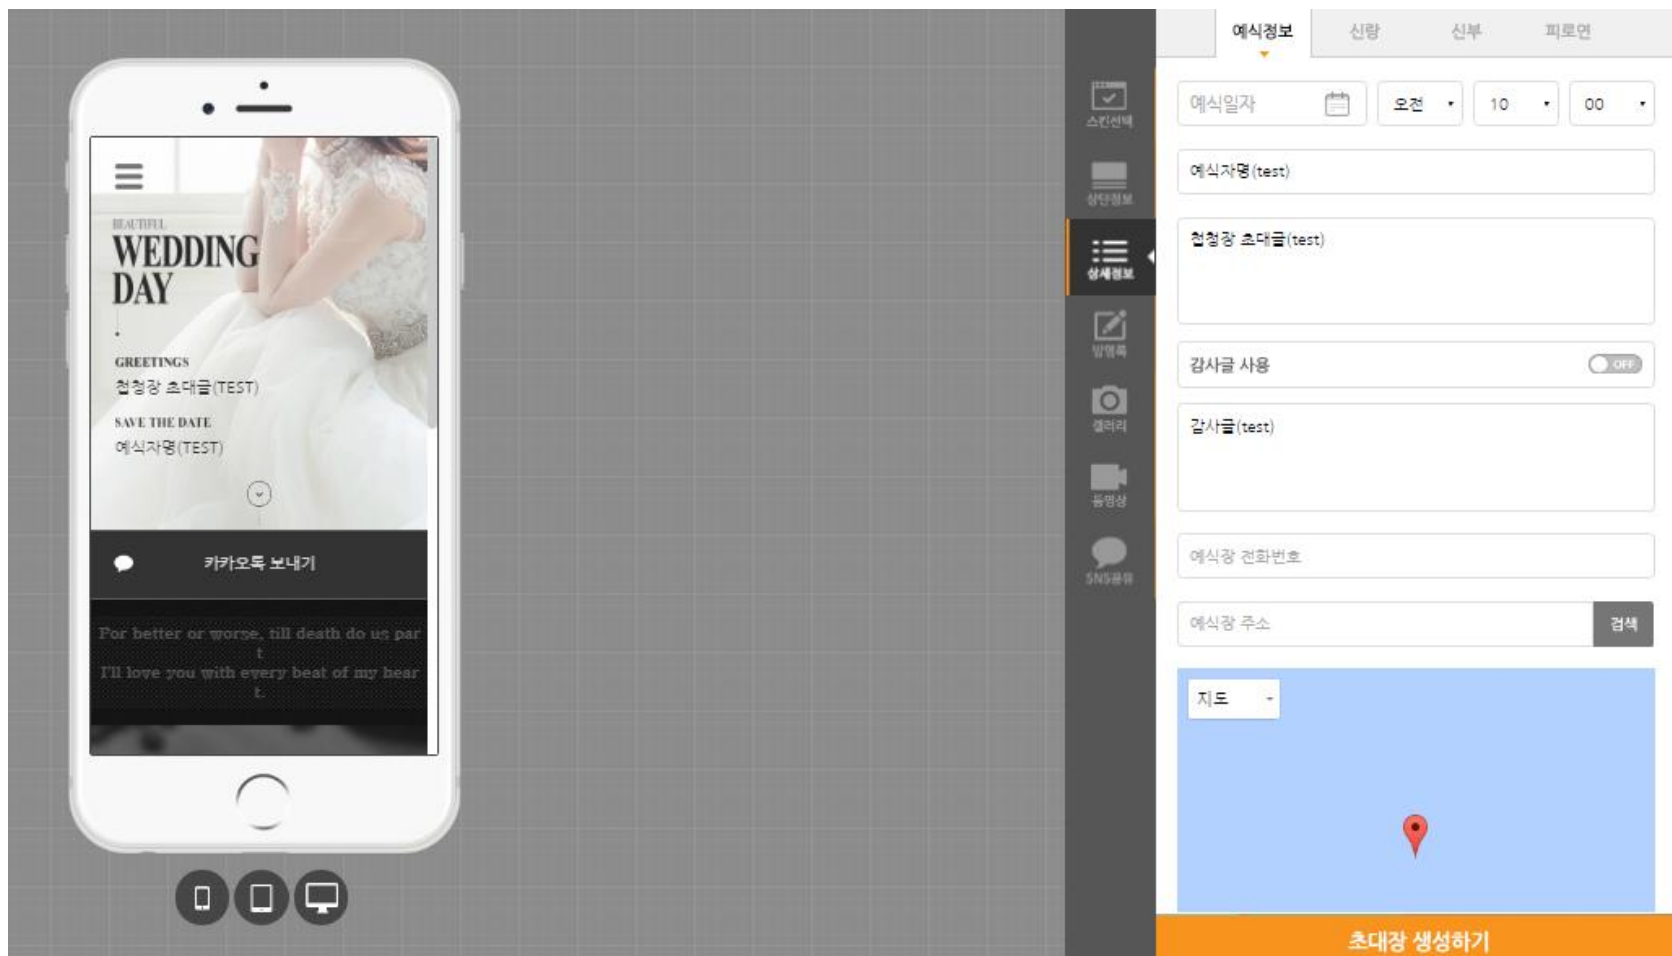 BEAUTIFUL
WEDDING
DAY
GREETINGS
첩청장 초대글(TEST)
SAVE THE DATE
예식자명(TEST)
카카오톡 보내기
For better or worse, till death do us par
t
I'll love you with every beat of my hear
t.
스킨선택
상단정보
상세정보
방명록
갤러리
동영상
SNS공유
예식정보 신랑 신부 피로연
예식일자 오전 10 00
예식자명(test)
첩청장 초대글(test)
감사글 사용 OFF
감사글(test)
예식장 전화번호
예식장 주소 검색
지도
초대장 생성하기